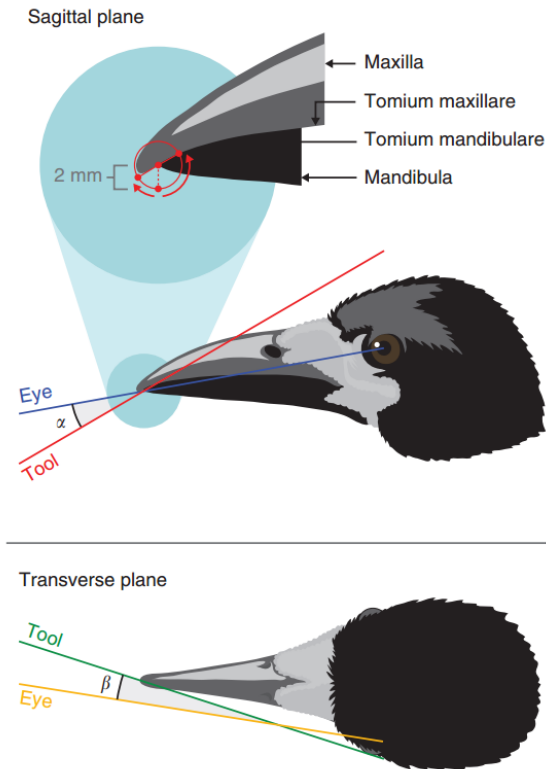 Sagittal plane
Maxilla
Tomium maxillare
Tomium mandibulare
Mandibula
2 mm
Eye
α
Tool
Transverse plane
Tool
β
Eye